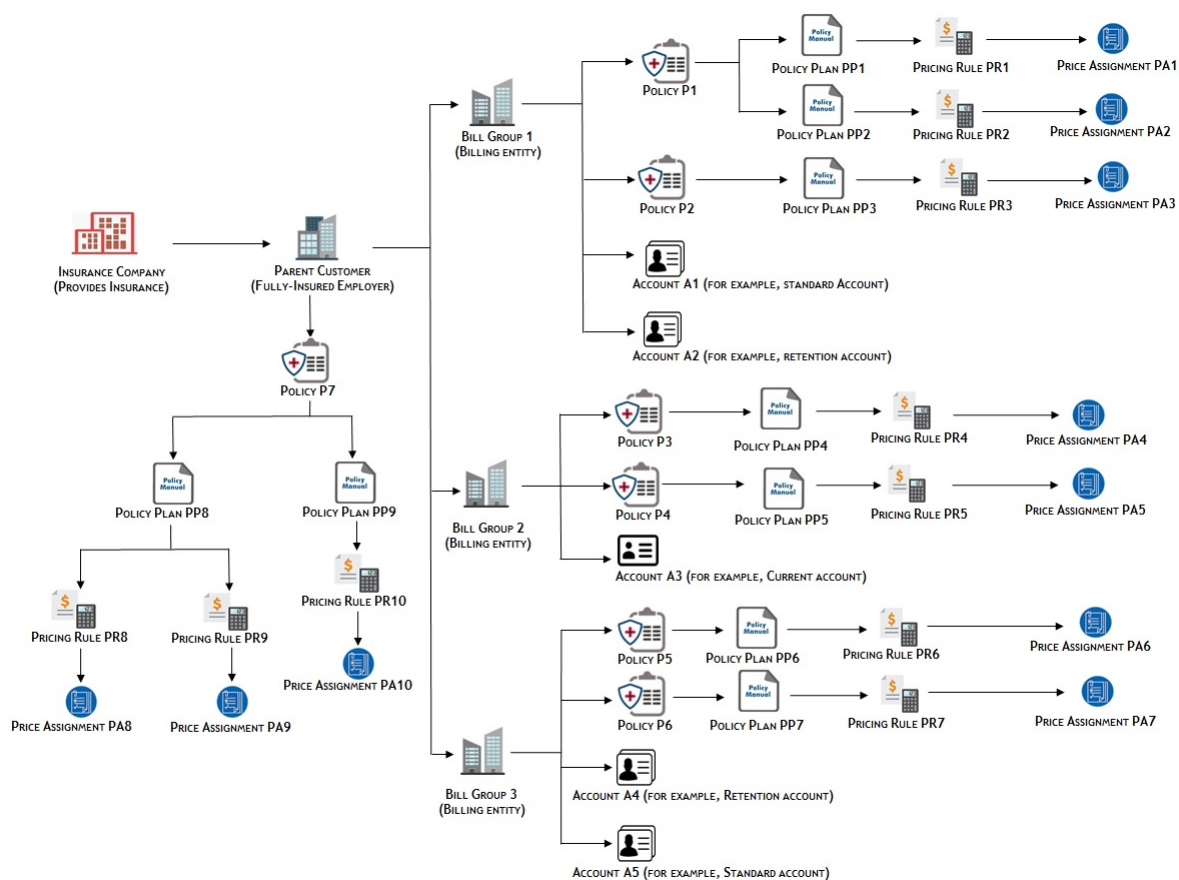 Policy
Manual
POLICY PLAN PP1
$
PRICING RULE PR1
PRICE ASSIGNMENT PA1
POLICY P1
BILL GROUP 1
(BILLING ENTITY)
Policy
Manual
POLICY PLAN PP2
$
PRICING RULE PR2
PRICE ASSIGNMENT PA2
POLICY P2
Policy
Manual
POLICY PLAN PP3
$
PRICING RULE PR3
PRICE ASSIGNMENT PA3
INSURANCE COMPANY
(PROVIDES INSURANCE)
PARENT CUSTOMER
(FULLY-INSURED EMPLOYER)
ACCOUNT A1 (FOR EXAMPLE, STANDARD ACCOUNT)
ACCOUNT A2 (FOR EXAMPLE, RETENTION ACCOUNT)
POLICY P7
POLICY P3
Policy
Manual
POLICY PLAN PP4
$
PRICING RULE PR4
PRICE ASSIGNMENT PA4
Policy
Manual
POLICY PLAN PP8
Policy
Manual
POLICY PLAN PP9
BILL GROUP 2
(BILLING ENTITY)
POLICY P4
Policy
Manual
POLICY PLAN PP5
$
PRICING RULE PR5
PRICE ASSIGNMENT PA5
ACCOUNT A3 (FOR EXAMPLE, CURRENT ACCOUNT)
$
PRICING RULE PR8
$
PRICING RULE PR9
$
PRICING RULE PR10
PRICE ASSIGNMENT PA8
PRICE ASSIGNMENT PA9
PRICE ASSIGNMENT PA10
POLICY P5
Policy
Manual
POLICY PLAN PP6
$
PRICING RULE PR6
PRICE ASSIGNMENT PA6
POLICY P6
Policy
Manual
POLICY PLAN PP7
$
PRICING RULE PR7
PRICE ASSIGNMENT PA7
BILL GROUP 3
(BILLING ENTITY)
ACCOUNT A4 (FOR EXAMPLE, RETENTION ACCOUNT)
ACCOUNT A5 (FOR EXAMPLE, STANDARD ACCOUNT)